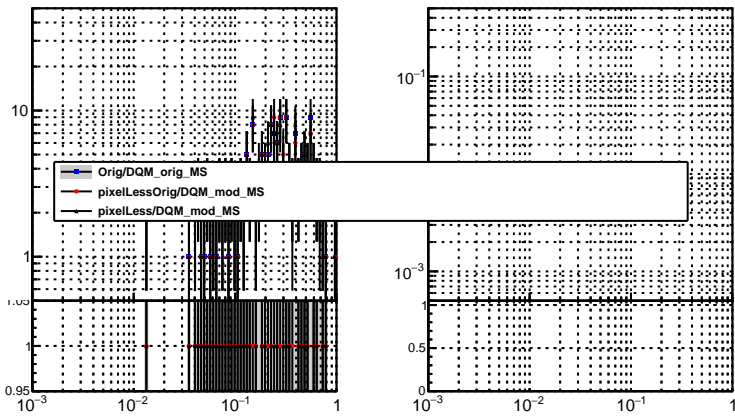 10
10⁻¹
Orig/DQM_orig_MS
pixelLessOrig/DQM_mod_MS
pixelLess/DQM_mod_MS
1
10⁻³
1.05
1
1
0.5
0.95
0
10⁻³ 10⁻² 10⁻¹ 1
10⁻³ 10⁻² 10⁻¹ 1